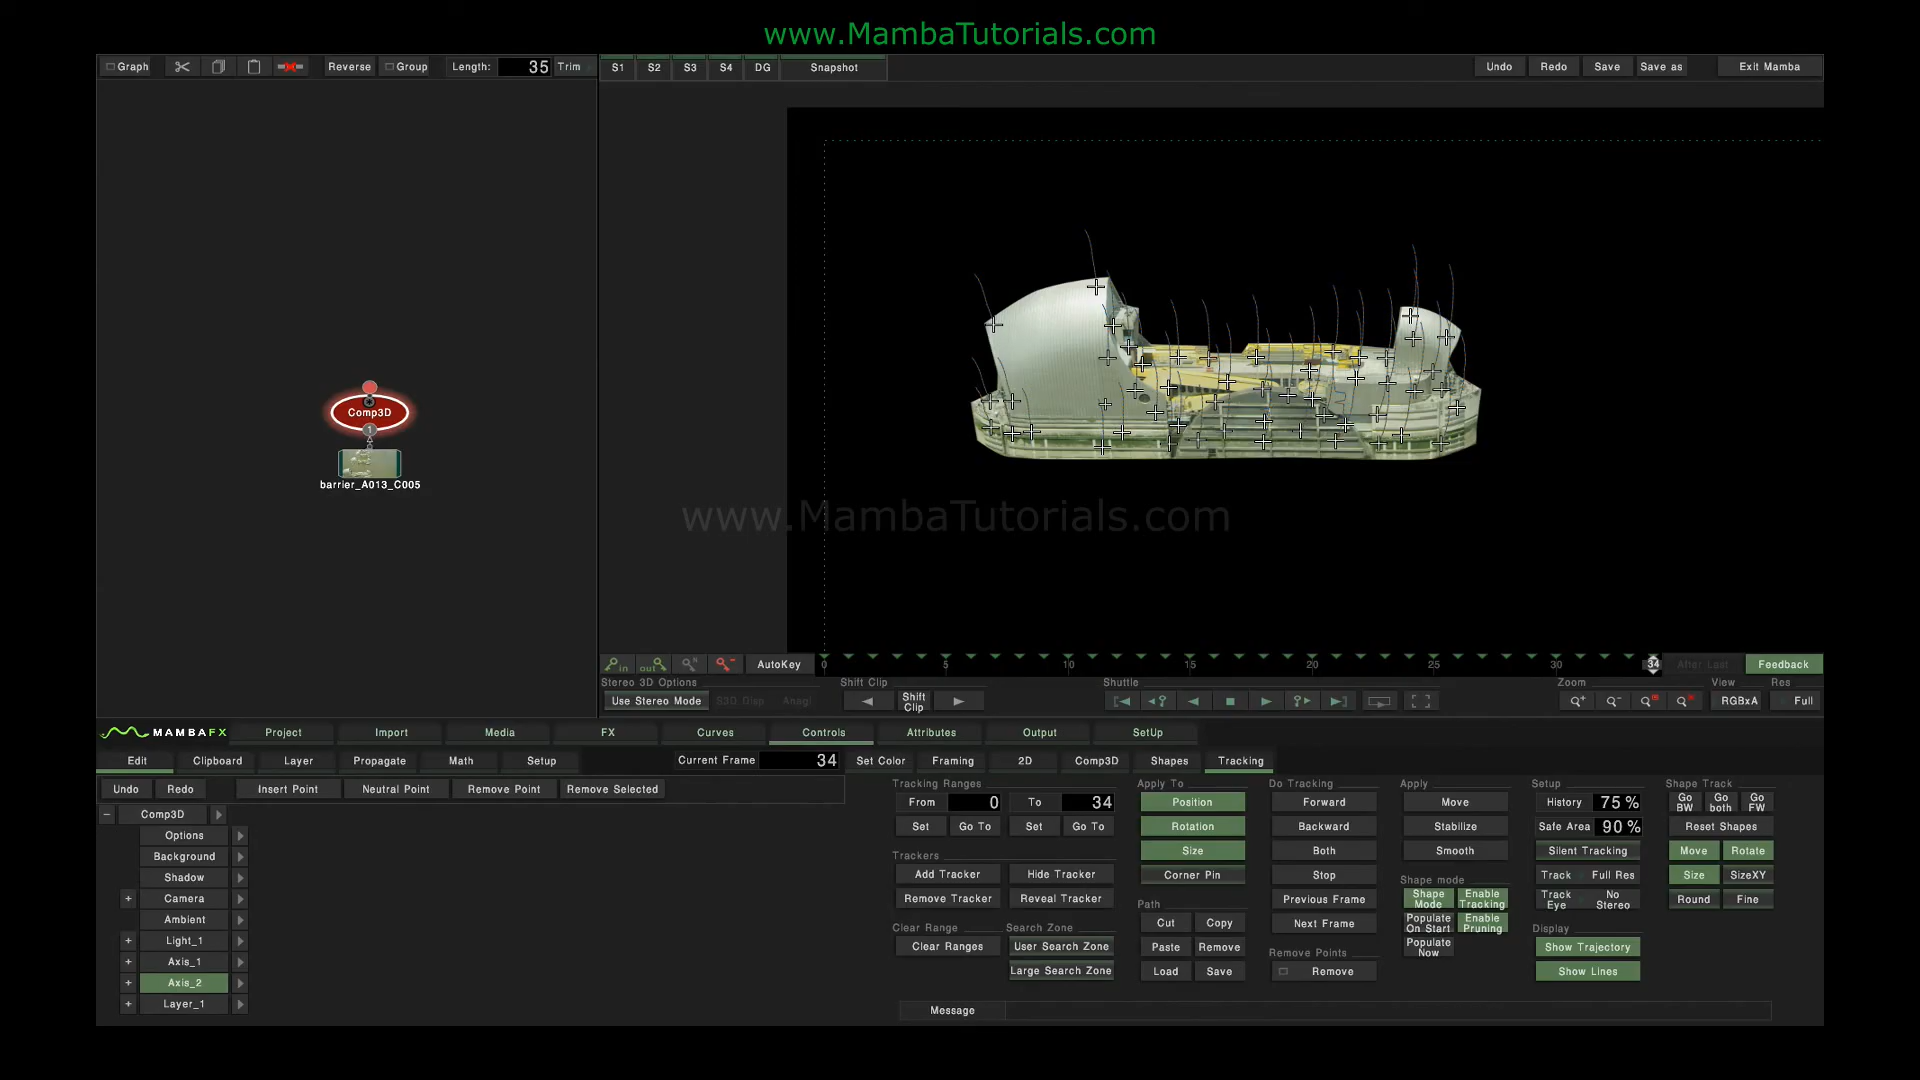 www.MambaTutorials.com
Graph Reverse Group Length: 35 Trim S1 S2 S3 S4 DG Snapshot Undo Redo Save Save as Exit Mamba
Comp3D
1
barrier_A013_C005
www.MambaTutorials.com
in out AutoKey 0 5 10 15 20 25 30 34 After Last Feedback
Stereo 3D Options Shift Clip Shuttle Zoom View Res
Use Stereo Mode S3D Disp Anagl Shift Clip RGBxA Full
MAMBAFX Project Import Media FX Curves Controls Attributes Output SetUp
Edit Clipboard Layer Propagate Math Setup Current Frame 34 Set Color Framing 2D Comp3D Shapes Tracking
Undo Redo Insert Point Neutral Point Remove Point Remove Selected
Comp3D
Options
Background
Shadow
Camera
Ambient
Light_1
Axis_1
Axis_2
Layer_1
Tracking Ranges
From 0 To 34
Set Go To Set Go To
Trackers
Add Tracker Hide Tracker
Remove Tracker Reveal Tracker
Clear Range Search Zone
Clear Ranges User Search Zone
Large Search Zone
Apply To
Position
Rotation
Size
Corner Pin
Path
Cut Copy
Paste Remove
Load Save
Do Tracking
Forward
Backward
Both
Stop
Previous Frame
Next Frame
Remove Points
Remove
Apply
Move
Stabilize
Smooth
Shape mode
Shape Mode Enable Tracking
Populate On Start Enable Pruning
Populate Now
Setup
History 75 %
Safe Area 90 %
Silent Tracking
Track Full Res
Track Eye No Stereo
Display
Show Trajectory
Show Lines
Shape Track
Go BW Go both Go FW
Reset Shapes
Move Rotate
Size SizeXY
Round Fine
Message